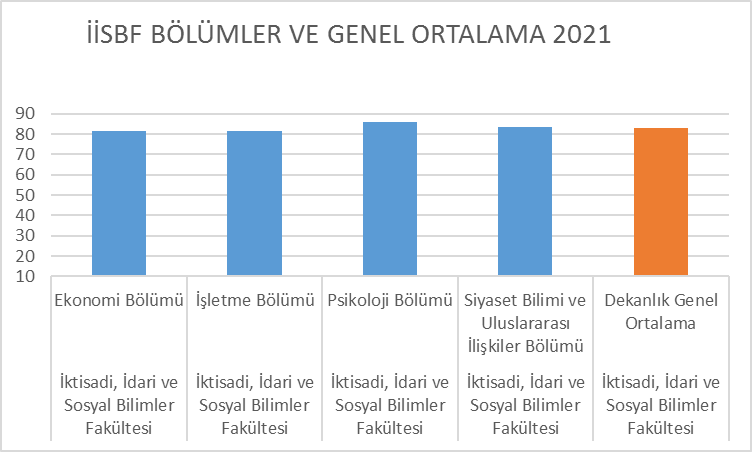 İİSBF BÖLÜMLER VE GENEL ORTALAMA 2021
90
80
70
60
50
40
30
20
10
Ekonomi Bölümü
İşletme Bölümü
Psikoloji Bölümü
Siyaset Bilimi ve
Uluslararası
İlişkiler Bölümü
Dekanlık Genel
Ortalama
İktisadi, İdari ve
Sosyal Bilimler
Fakültesi
İktisadi, İdari ve
Sosyal Bilimler
Fakültesi
İktisadi, İdari ve
Sosyal Bilimler
Fakültesi
İktisadi, İdari ve
Sosyal Bilimler
Fakültesi
İktisadi, İdari ve
Sosyal Bilimler
Fakültesi